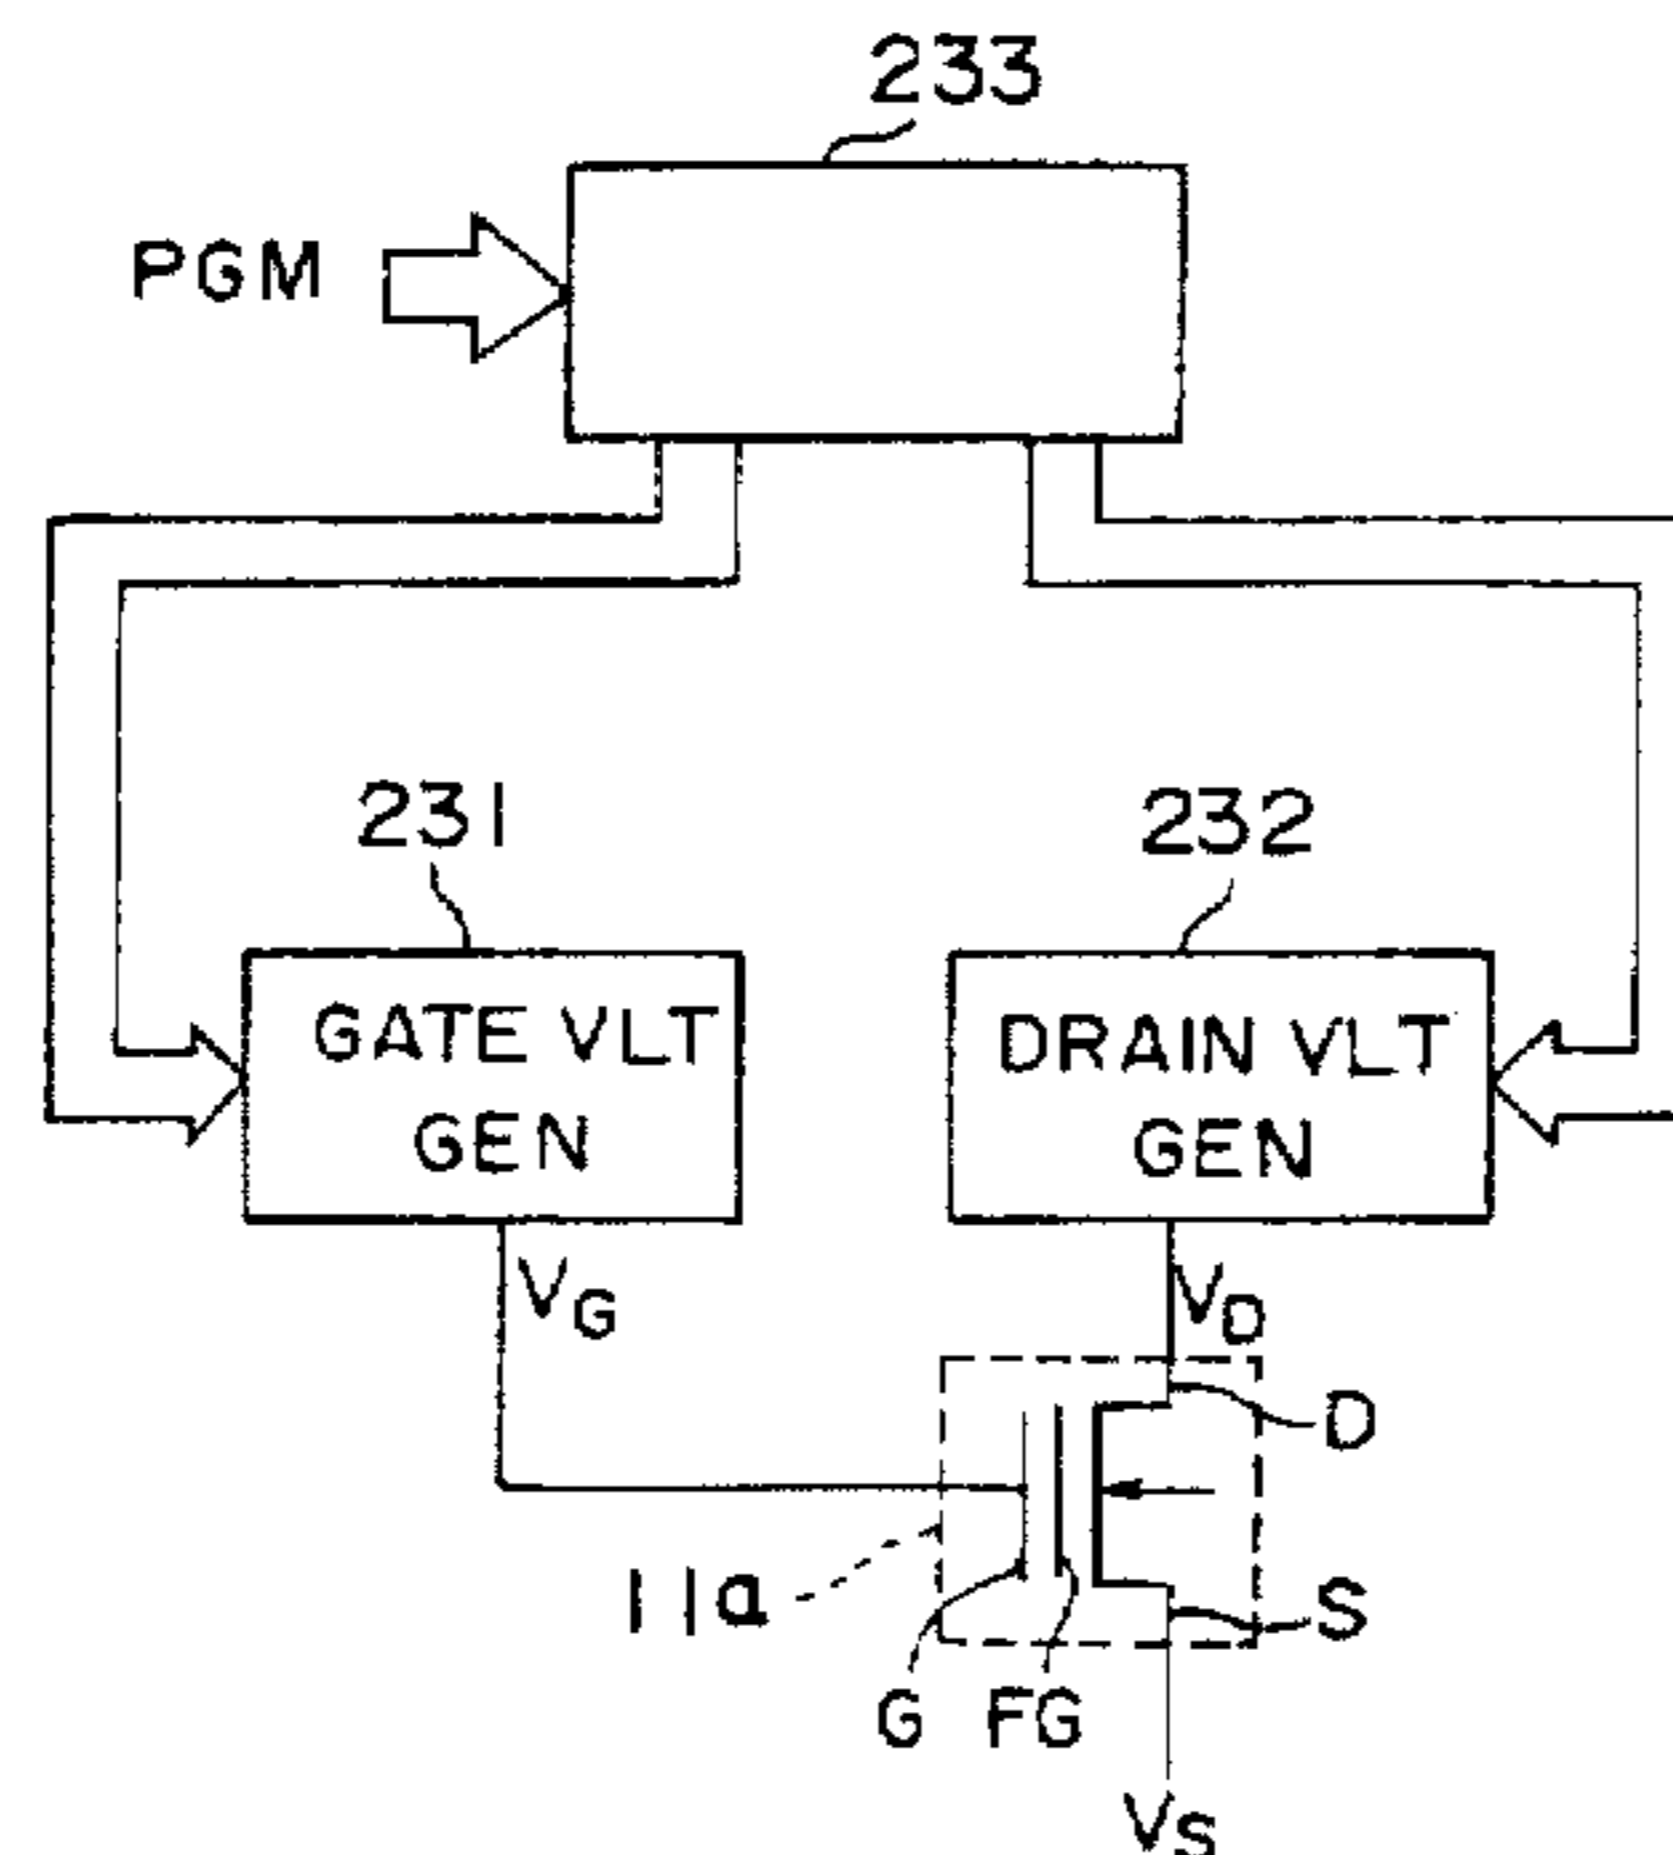 233
PGM
231
232
GATE VLT
GEN
DRAIN VLT
GEN
VG
VD
D
11a
S
G
FG
VS